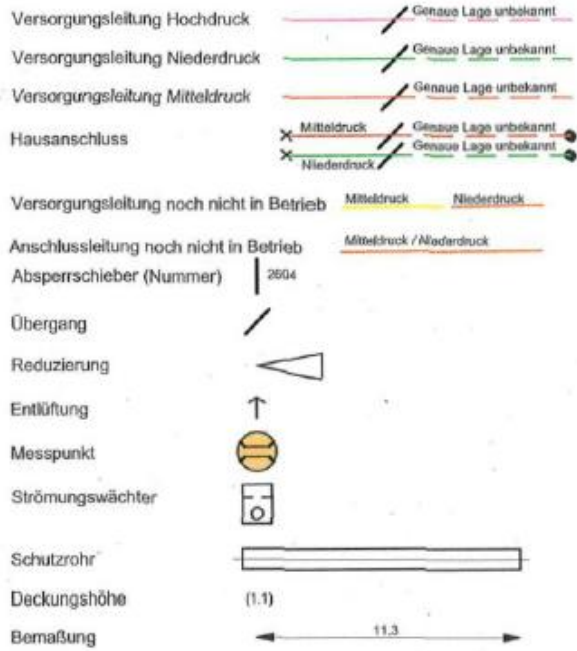 Versorgungsleitung Hochdruck Genaue Lage unbekannt
Versorgungsleitung Niederdruck Genaue Lage unbekannt
Versorgungsleitung Mitteldruck Genaue Lage unbekannt
Hausanschluss Mitteldruck Genaue Lage unbekannt
Niederdruck Genaue Lage unbekannt
Versorgungsleitung noch nicht in Betrieb Mitteldruck Niederdruck
Anschlussleitung noch nicht in Betrieb Mitteldruck / Niederdruck
Absperrschieber (Nummer) 2604
Übergang
Reduzierung
Entlüftung
Messpunkt
Strömungswächter
Schutzrohr
Deckungshöhe (1.1)
Bemaßung 11.3